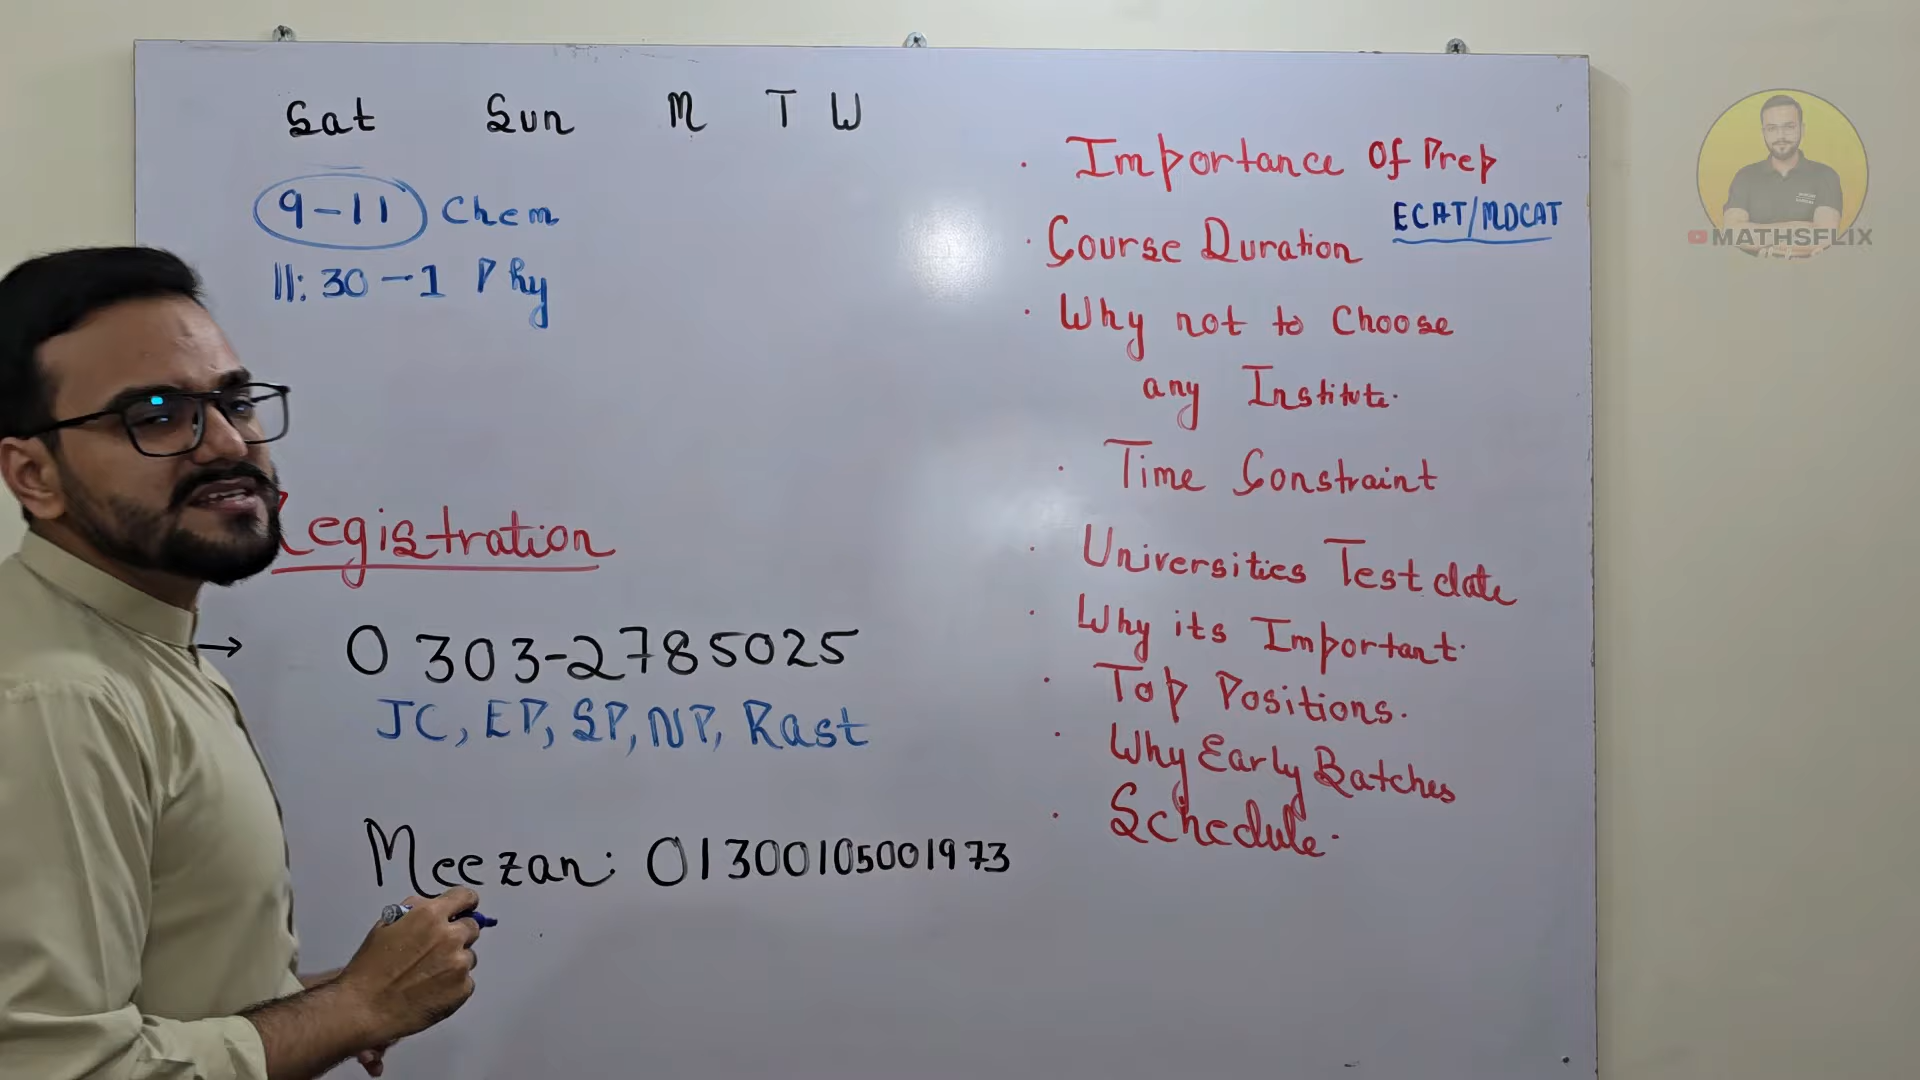 Sat Sun M T W
9-11 Chem
11:30-1 Phy
Registration
→ 0303-2785025
JC, EP, SP, NP, Rast
Meezan: 01300105001973
· Importance Of Prep
ECAT/MDCAT
· Course Duration
· Why not to Choose
any Institute.
· Time Constraint
· Universities Test date
· Why its Important.
· Top Positions.
· Why Early Batches
· Schedule.
MATHSFLIX